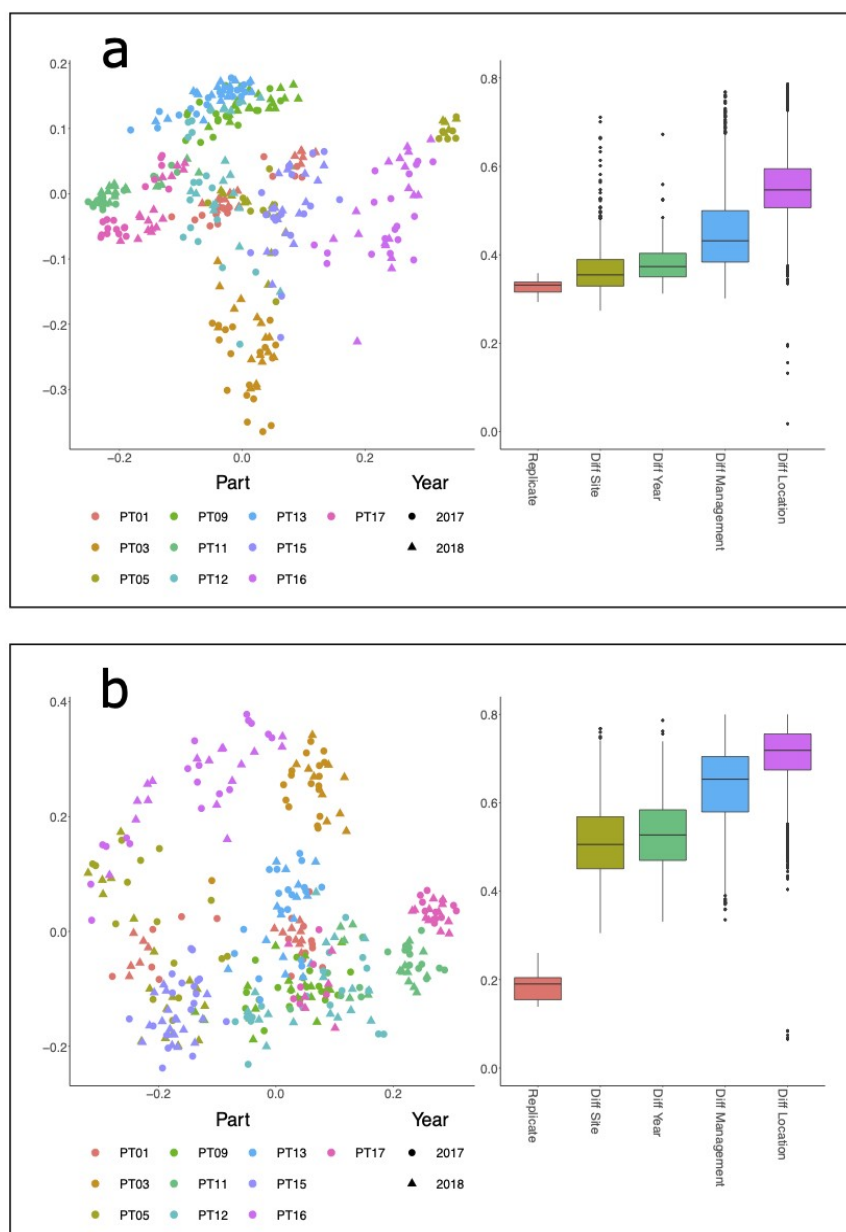 a
0.2
0.1
0.0
−0.1
−0.2
−0.3
−0.2 0.0 0.2
0.8
0.6
0.4
0.2
0.0
Replicate
Diff Site
Diff Year
Diff Management
Diff Location
Part Year
PT01 PT09 PT13 PT17 2017
PT03 PT11 PT15 2018
PT05 PT12 PT16
b
0.4
0.2
0.0
−0.2
−0.2 0.0 0.2
0.8
0.6
0.4
0.2
0.0
Replicate
Diff Site
Diff Year
Diff Management
Diff Location
Part Year
PT01 PT09 PT13 PT17 2017
PT03 PT11 PT15 2018
PT05 PT12 PT16